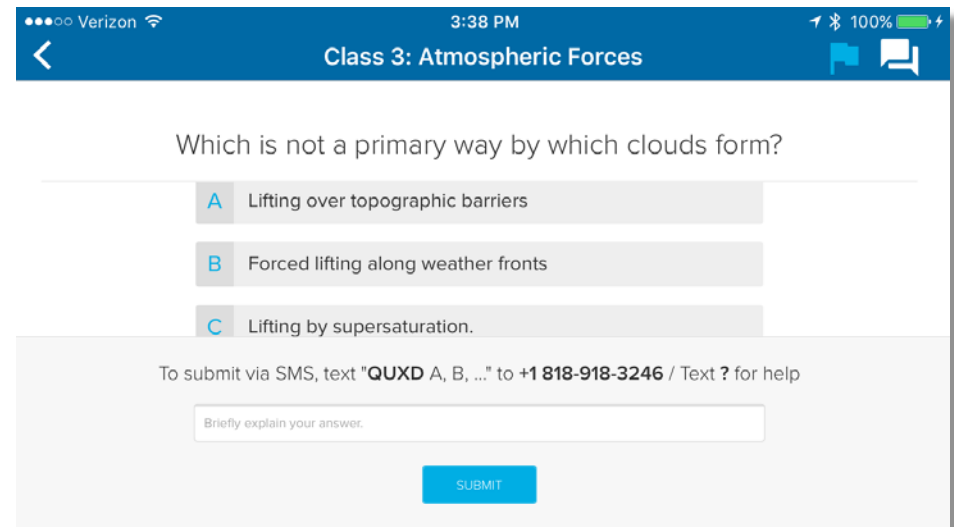 ●●●○○ Verizon 3:38 PM 100%
Class 3: Atmospheric Forces
Which is not a primary way by which clouds form?
A Lifting over topographic barriers
B Forced lifting along weather fronts
C Lifting by supersaturation.
To submit via SMS, text "QUXD A, B, ..." to +1 818-918-3246 / Text ? for help
Briefly explain your answer.
SUBMIT